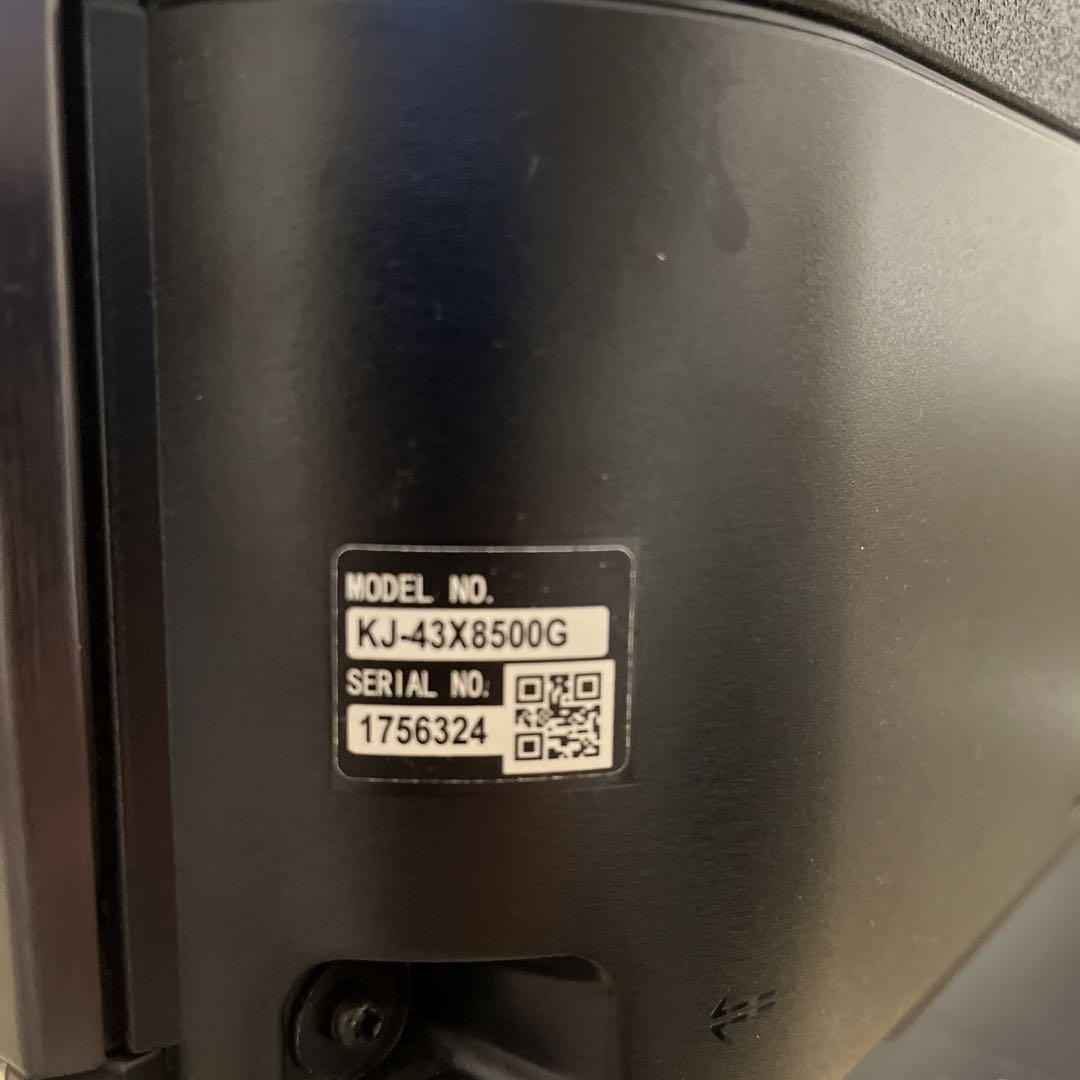 MODEL NO.
KJ-43X8500G
SERIAL NO.
1756324